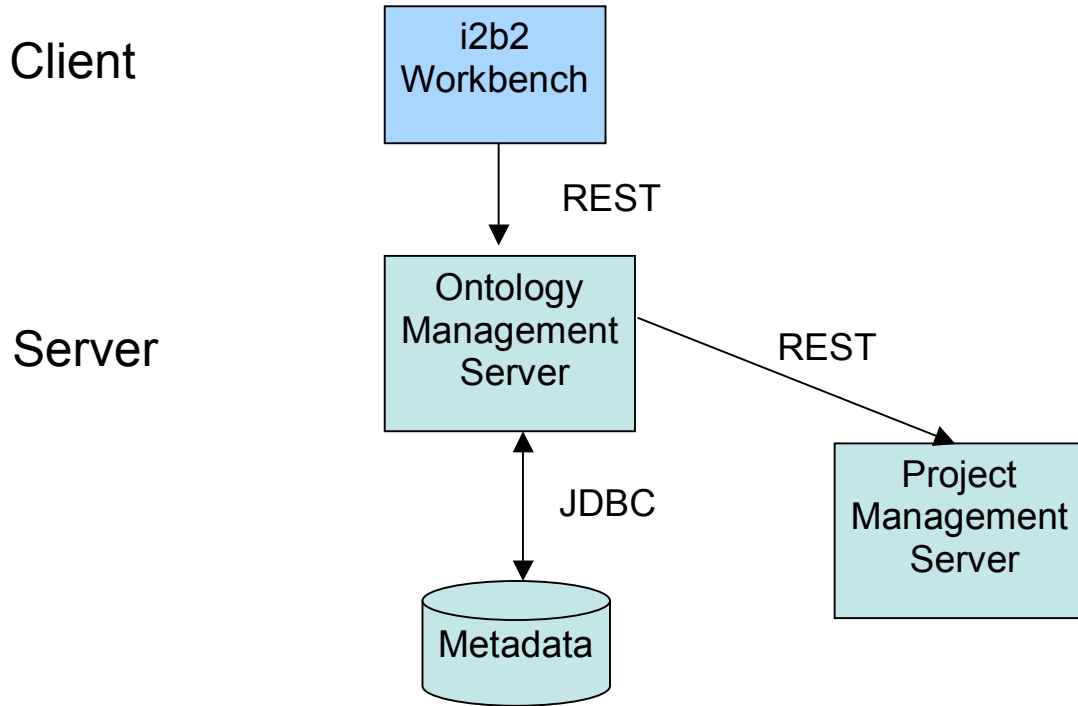 Client
i2b2
Workbench
REST
Ontology
Management
Server
Server
REST
JDBC
Project
Management
Server
Metadata